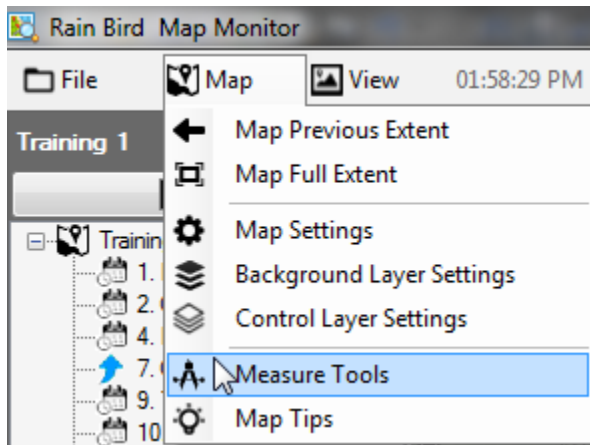 Rain Bird Map Monitor
File Map View 01:58:29 PM
Training 1
Map Previous Extent
Map Full Extent
Map Settings
Background Layer Settings
Control Layer Settings
Measure Tools
Map Tips
1.
2.
4.
7.
9.
10